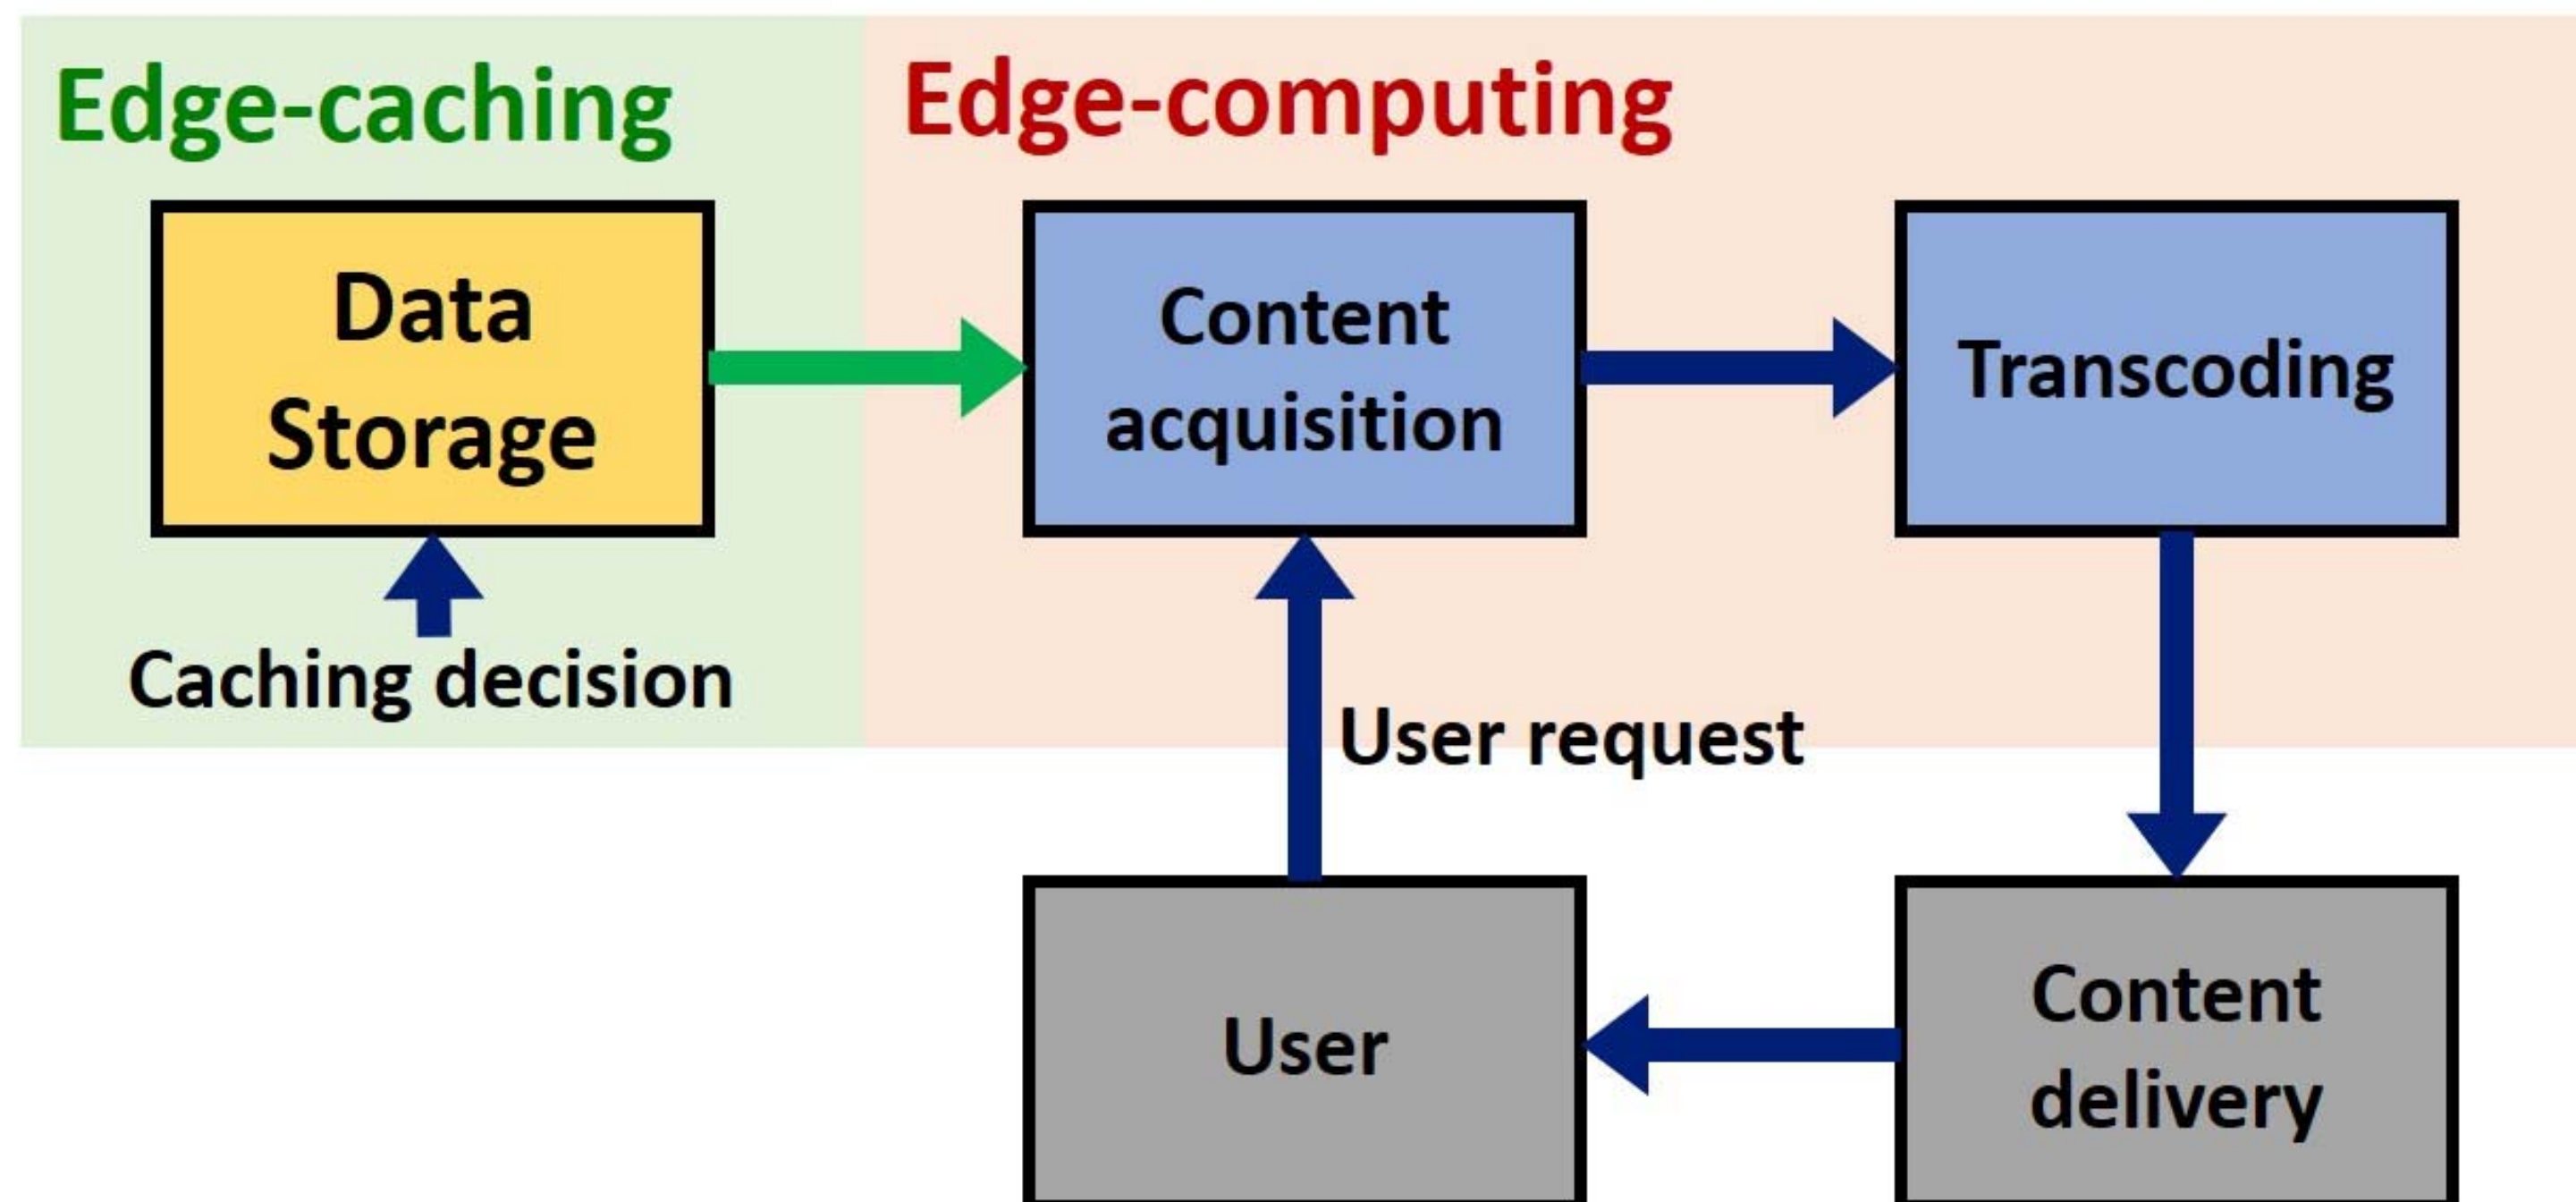 Edge-caching
Edge-computing
Data
Storage
Content
acquisition
Transcoding
Caching decision
User request
User
Content
delivery